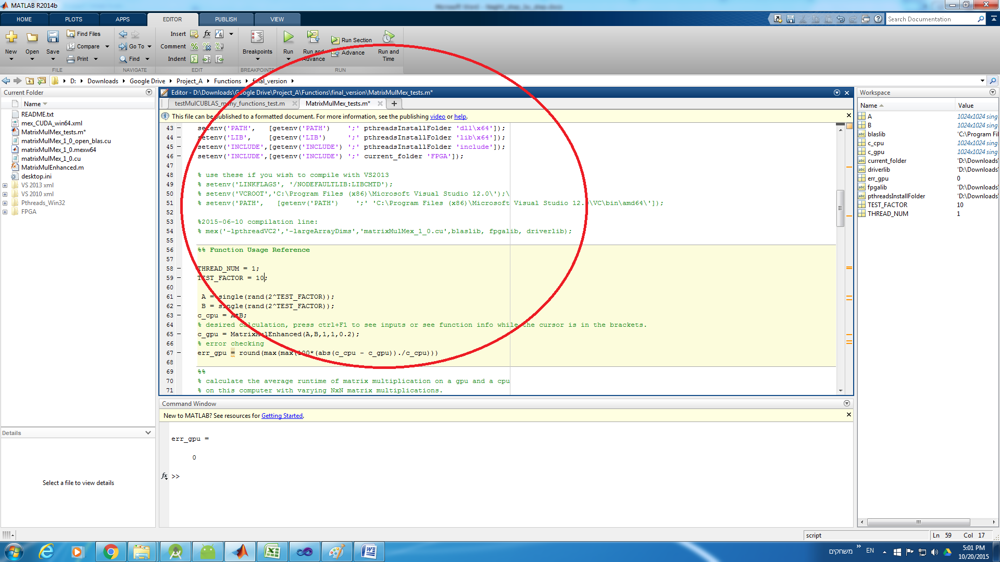 MATLAB R2014b
HOME PLOTS APPS EDITOR PUBLISH VIEW
Search Documentation
New Open Save Find Files Compare Print
FILE
Go To Find
NAVIGATE
Insert fx
Comment
Indent
EDIT
Breakpoints
BREAKPOINTS
Run Run and Advance Run Section Advance Run and Time
RUN
D: Downloads Google Drive Project_A Functions final_version
Current Folder
Name
README.txt
mex_CUDA_win64.xml
MatrixMulMex_tests.m*
matrixMulMex_1_0_open_blas.cu
matrixMulMex_1_0.mexw64
matrixMulMex_1_0.cu
MatrixMulEnhanced.m
desktop.ini
VS 2013 xml
VS 2010 xml
Pthreads_Win32
FPGA
Details
Select a file to view details
Editor - D:\Downloads\Google Drive\Project_A\Functions\final_version\MatrixMulMex_tests.m*
testMulCUBLAS_many_functions_test.m MatrixMulMex_tests.m*
This file can be published to a formatted document. For more information, see the publishing video or help.
43 setenv('PATH', [getenv('PATH') ';' pthreadsInstallFolder 'dll\x64']);
44 setenv('LIB', [getenv('LIB') ';' pthreadsInstallFolder 'lib\x64']);
45 setenv('INCLUDE',[getenv('INCLUDE') ';' pthreadsInstallFolder 'include']);
46 setenv('INCLUDE',[getenv('INCLUDE') ';' current_folder 'FPGA']);
47
48 % use these if you wish to compile with VS2013
49 % setenv('LINKFLAGS', '/NODEFAULTLIB:LIBCMTD');
50 % setenv('VCROOT','C:\Program Files (x86)\Microsoft Visual Studio 12.0\');\
51 % setenv('PATH', [getenv('PATH') ';' 'C:\Program Files (x86)\Microsoft Visual Studio 12.0\VC\bin\amd64\']);
52
53 %2015-06-10 compilation line:
54 % mex('-lpthreadVC2','-largeArrayDims','matrixMulMex_1_0.cu',blaslib, fpgalib, driverlib);
55
56 %% Function Usage Reference
57
58 THREAD_NUM = 1;
59 TEST_FACTOR = 10;
60
61 A = single(rand(2^TEST_FACTOR));
62 B = single(rand(2^TEST_FACTOR));
63 c_cpu = A*B;
64 % desired calculation, press ctrl+F1 to see inputs or see function info while the cursor is in the brackets.
65 c_gpu = MatrixMulEnhanced(A,B,1,1,0.2);
66 % error checking
67 err_gpu = round(max(max(100*(abs(c_cpu - c_gpu))./c_cpu)))
68
69 %%
70 % calculate the average runtime of matrix multiplication on a gpu and a cpu
71 % on this computer with varying NxN matrix multiplications.
Command Window
New to MATLAB? See resources for Getting Started.
err_gpu =
0
fx >>
Workspace
Name Value
A 1024x1024 sing
B 1024x1024 sing
blaslib 'C:\Program Fil
c_cpu 1024x1024 sing
c_gpu 1024x1024 sing
current_folder 'D:\Downloads'
driverlib 'D:\Downloads'
err_gpu 0
fpgalib 'D:\Downloads'
pthreadsInstallFolder 'D:\Downloads'
TEST_FACTOR 10
THREAD_NUM 1
script Ln 59 Col 17
משחקים EN 5:01 PM
10/20/2015